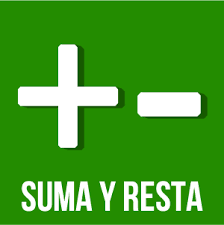 + -
SUMA Y RESTA